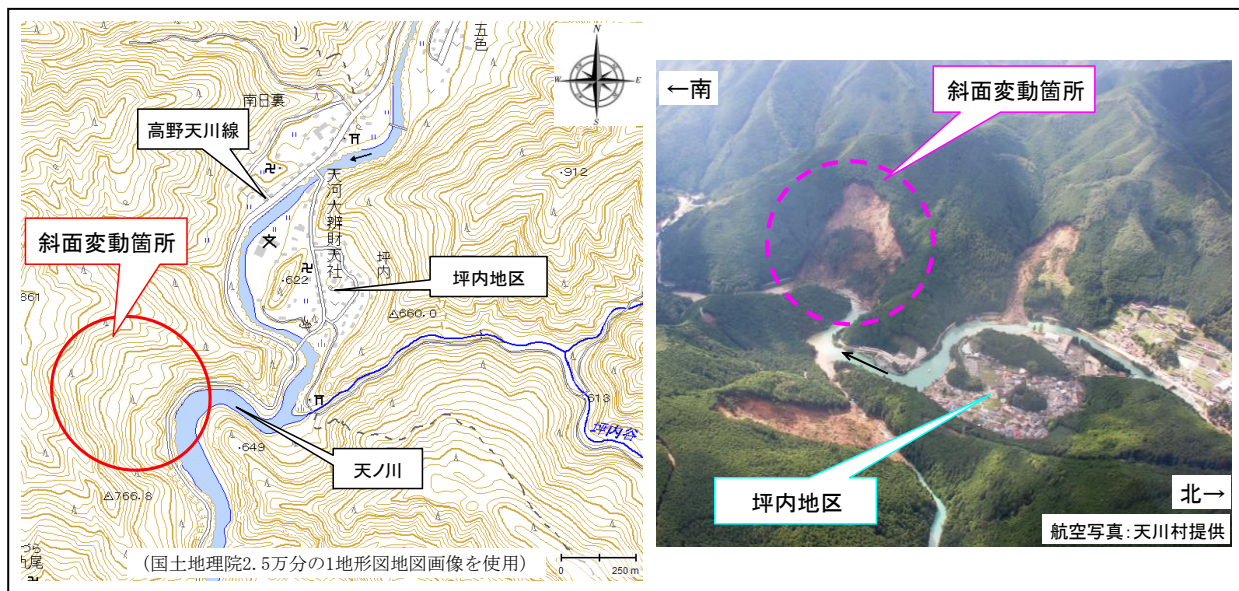 五色
N
W
E
S
南日裏
高野天川線
・912
天河大辨財天社
斜面変動箇所
坪内
・622
坪内地区
△660.0
861
613
坪内谷
・649
天ノ川
△766.8
九尾
(国土地理院2.5万分の1地形図地図画像を使用)
0 250 m
←南
斜面変動箇所
坪内地区
北→
航空写真:天川村提供